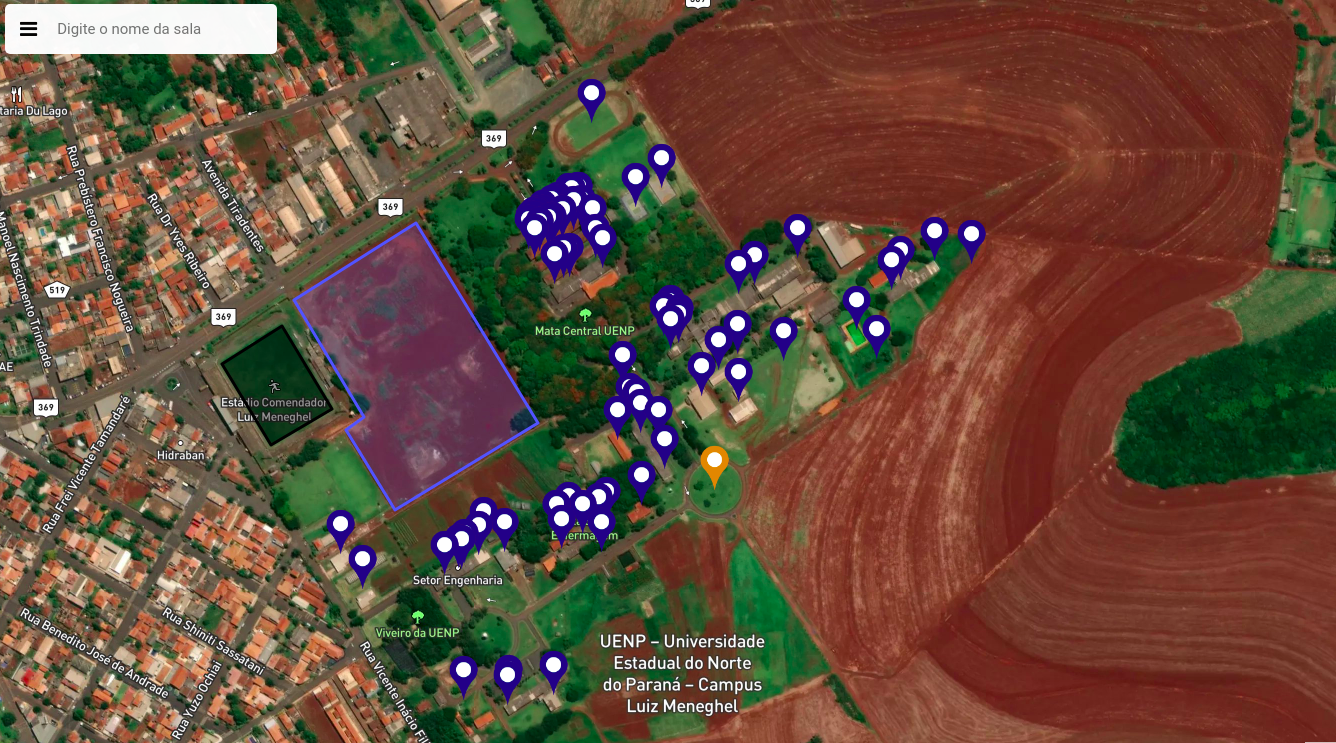 Digite o nome da sala
369
taria Du Lago
369
Rua Prebístero Francisco Nogueira
Avenida Tiradentes
Rua Dr Yves Ribeiro
Manoel Nascimento Trindade
369
519
369
Mata Central UENP
AE
369
Estádio Comendador
Luiz Meneghel
Hidraban
Rua Frei Vicente Tamandaré
Setor Engenharia
Viveiro da UENP
Rua Shiniti Sassatani
Rua Benedito José de Andrade
Rua Yuzo Ochiai
Rua Vicente Inácio Fil
UENP – Universidade
Estadual do Norte
do Paraná – Campus
Luiz Meneghel